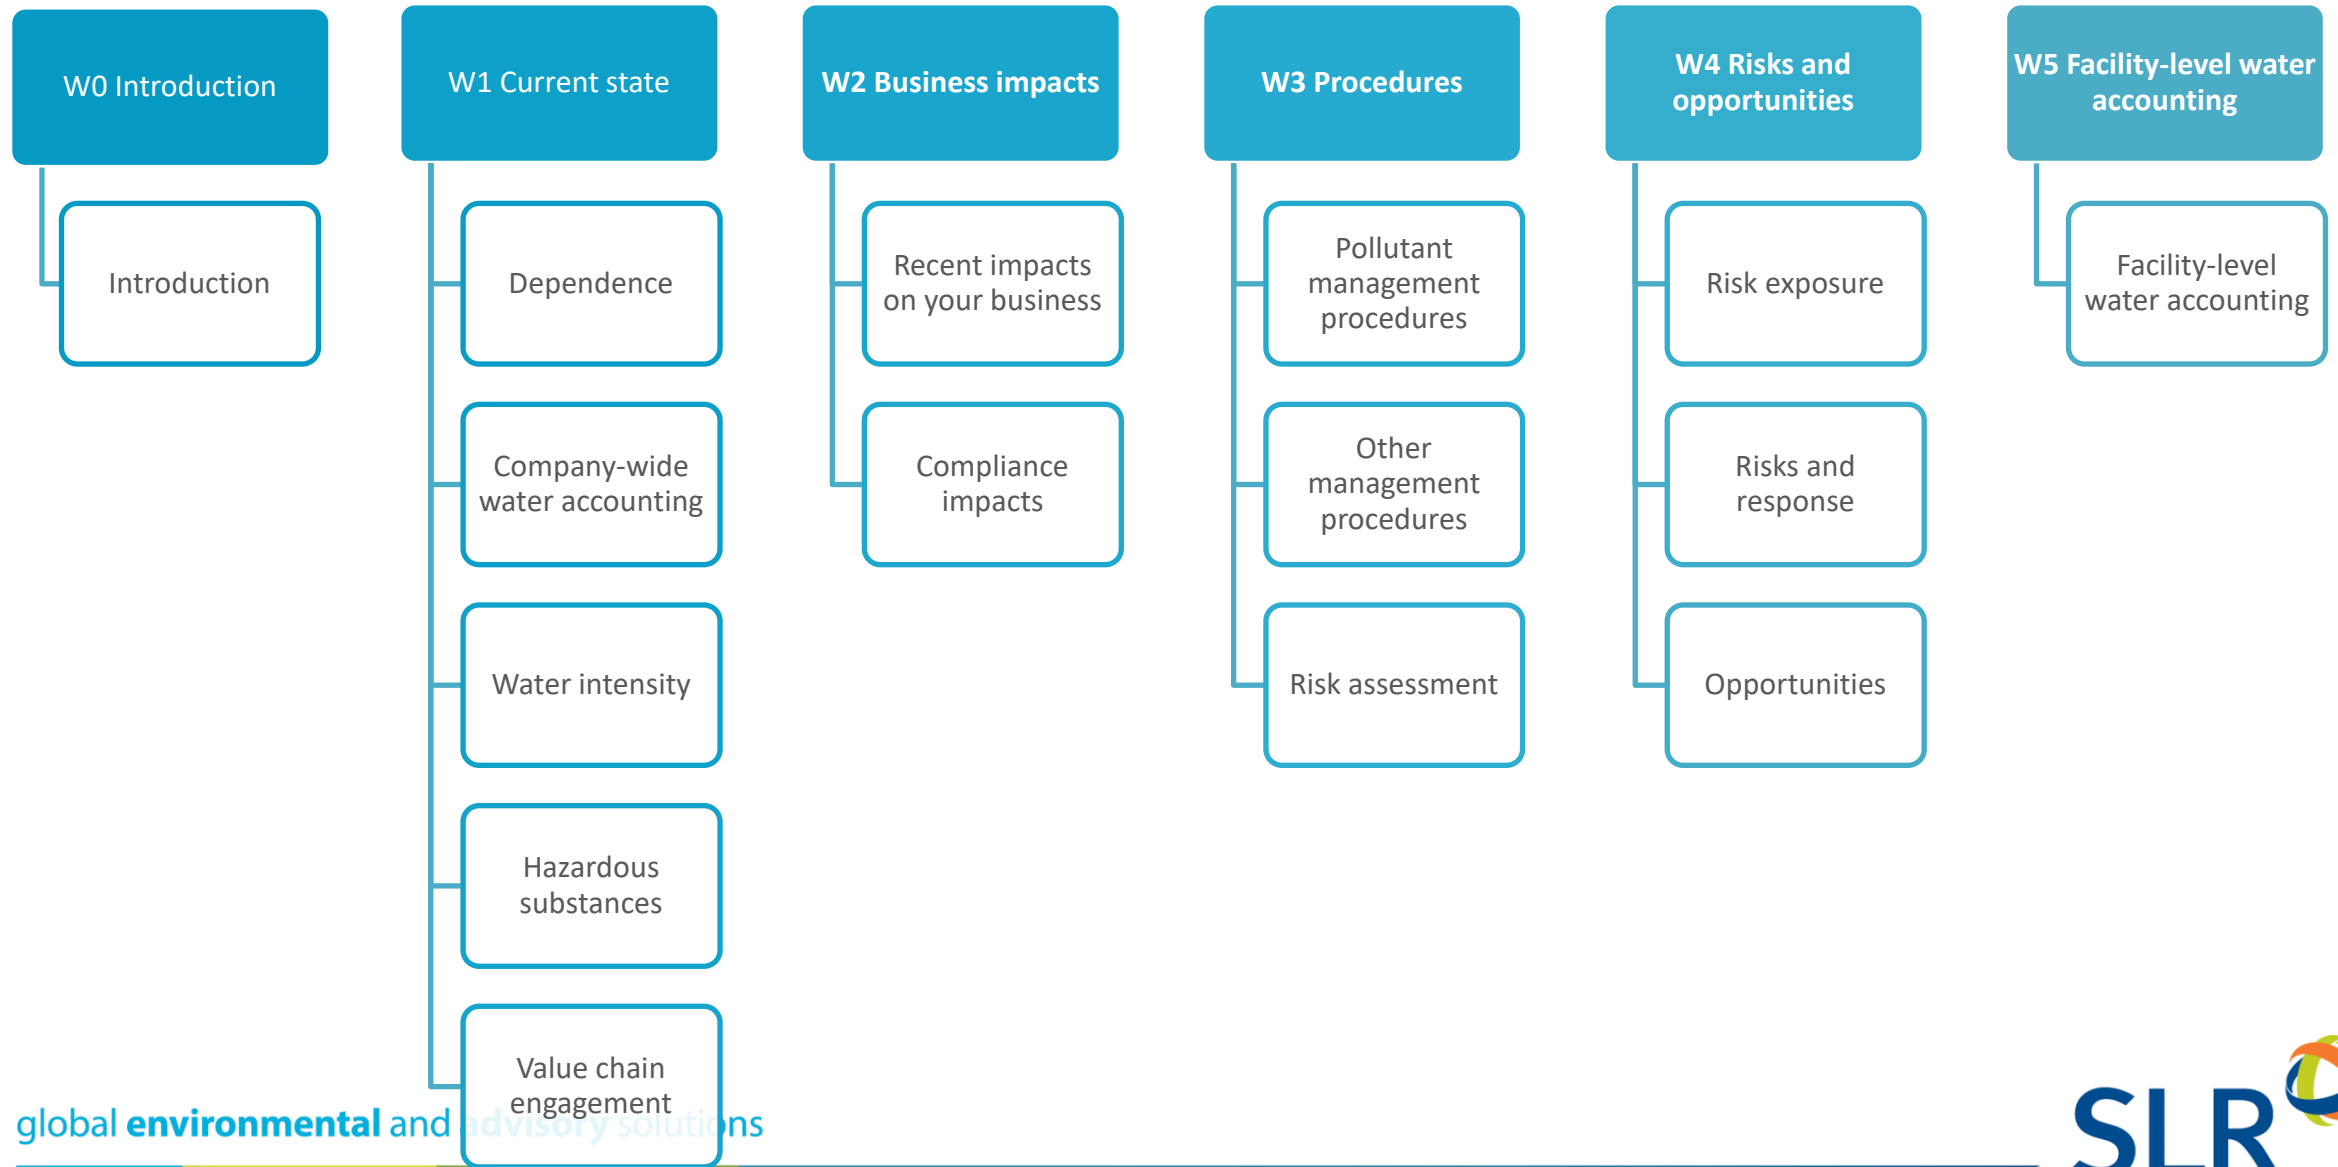 W0 Introduction
Introduction
W1 Current state
Dependence
Company-wide
water accounting
Water intensity
Hazardous
substances
Value chain
engagement
W2 Business impacts
Recent impacts
on your business
Compliance
impacts
W3 Procedures
Pollutant
management
procedures
Other
management
procedures
Risk assessment
W4 Risks and
opportunities
Risk exposure
Risks and
response
Opportunities
W5 Facility-level water
accounting
Facility-level
water accounting
global environmental and advisory solutions
SLR